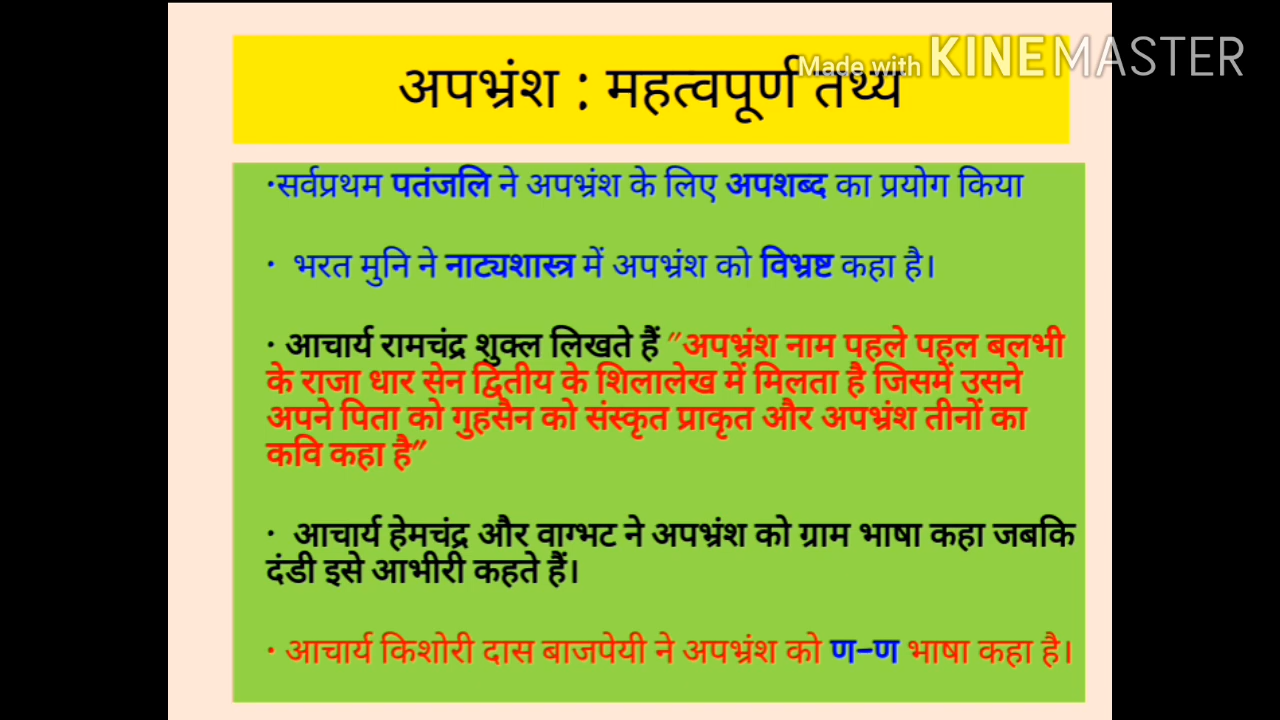 Made with KINEMASTER
अपभ्रंश : महत्वपूर्ण तथ्य
·सर्वप्रथम पतंजलि ने अपभ्रंश के लिए अपशब्द का प्रयोग किया
· भरत मुनि ने नाट्यशास्त्र में अपभ्रंश को विभ्रष्ट कहा है।
· आचार्य रामचंद्र शुक्ल लिखते हैं "अपभ्रंश नाम पहले पहल बलभी
के राजा धार सेन द्वितीय के शिलालेख में मिलता है जिसमें उसने
अपने पिता को गुहसैन को संस्कृत प्राकृत और अपभ्रंश तीनों का
कवि कहा है"
· आचार्य हेमचंद्र और वाग्भट ने अपभ्रंश को ग्राम भाषा कहा जबकि
दंडी इसे आभीरी कहते हैं।
· आचार्य किशोरी दास बाजपेयी ने अपभ्रंश को ण-ण भाषा कहा है।